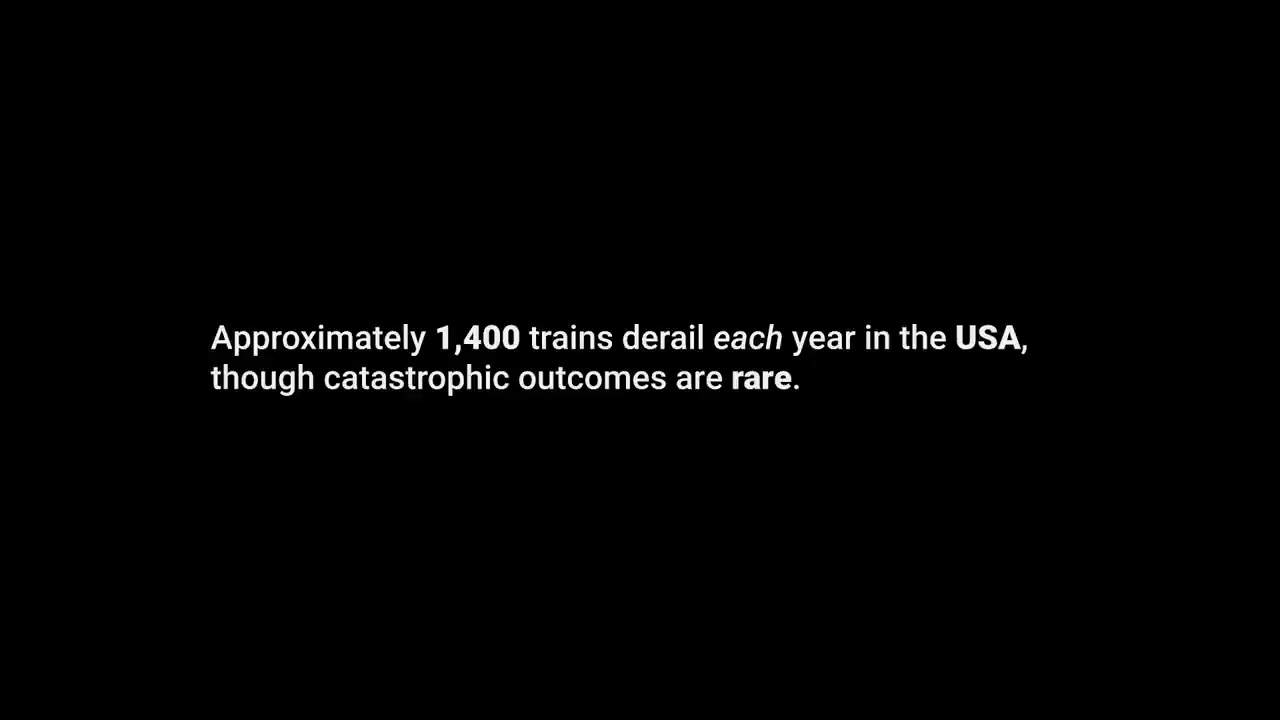 Approximately 1,400 trains derail each year in the USA,
though catastrophic outcomes are rare.